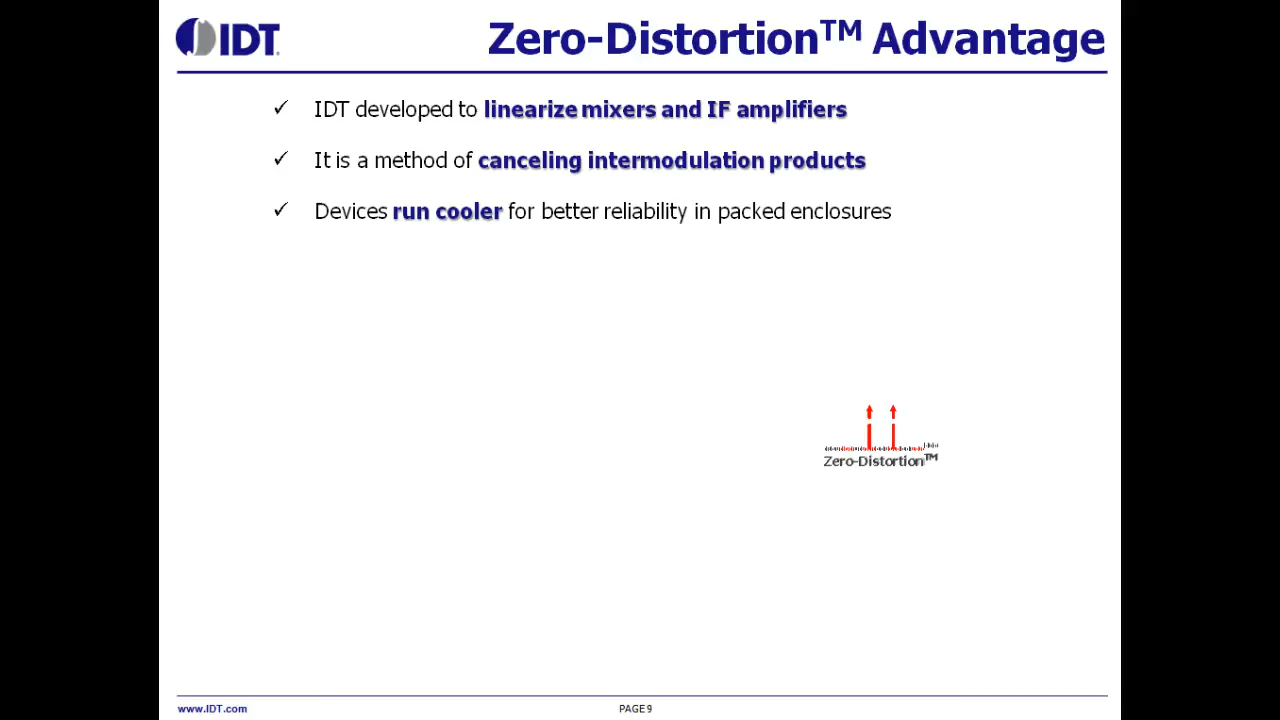 IDT
Zero-Distortion™ Advantage
✓ IDT developed to linearize mixers and IF amplifiers
✓ It is a method of canceling intermodulation products
✓ Devices run cooler for better reliability in packed enclosures
Zero-Distortion™
www.IDT.com
PAGE 9